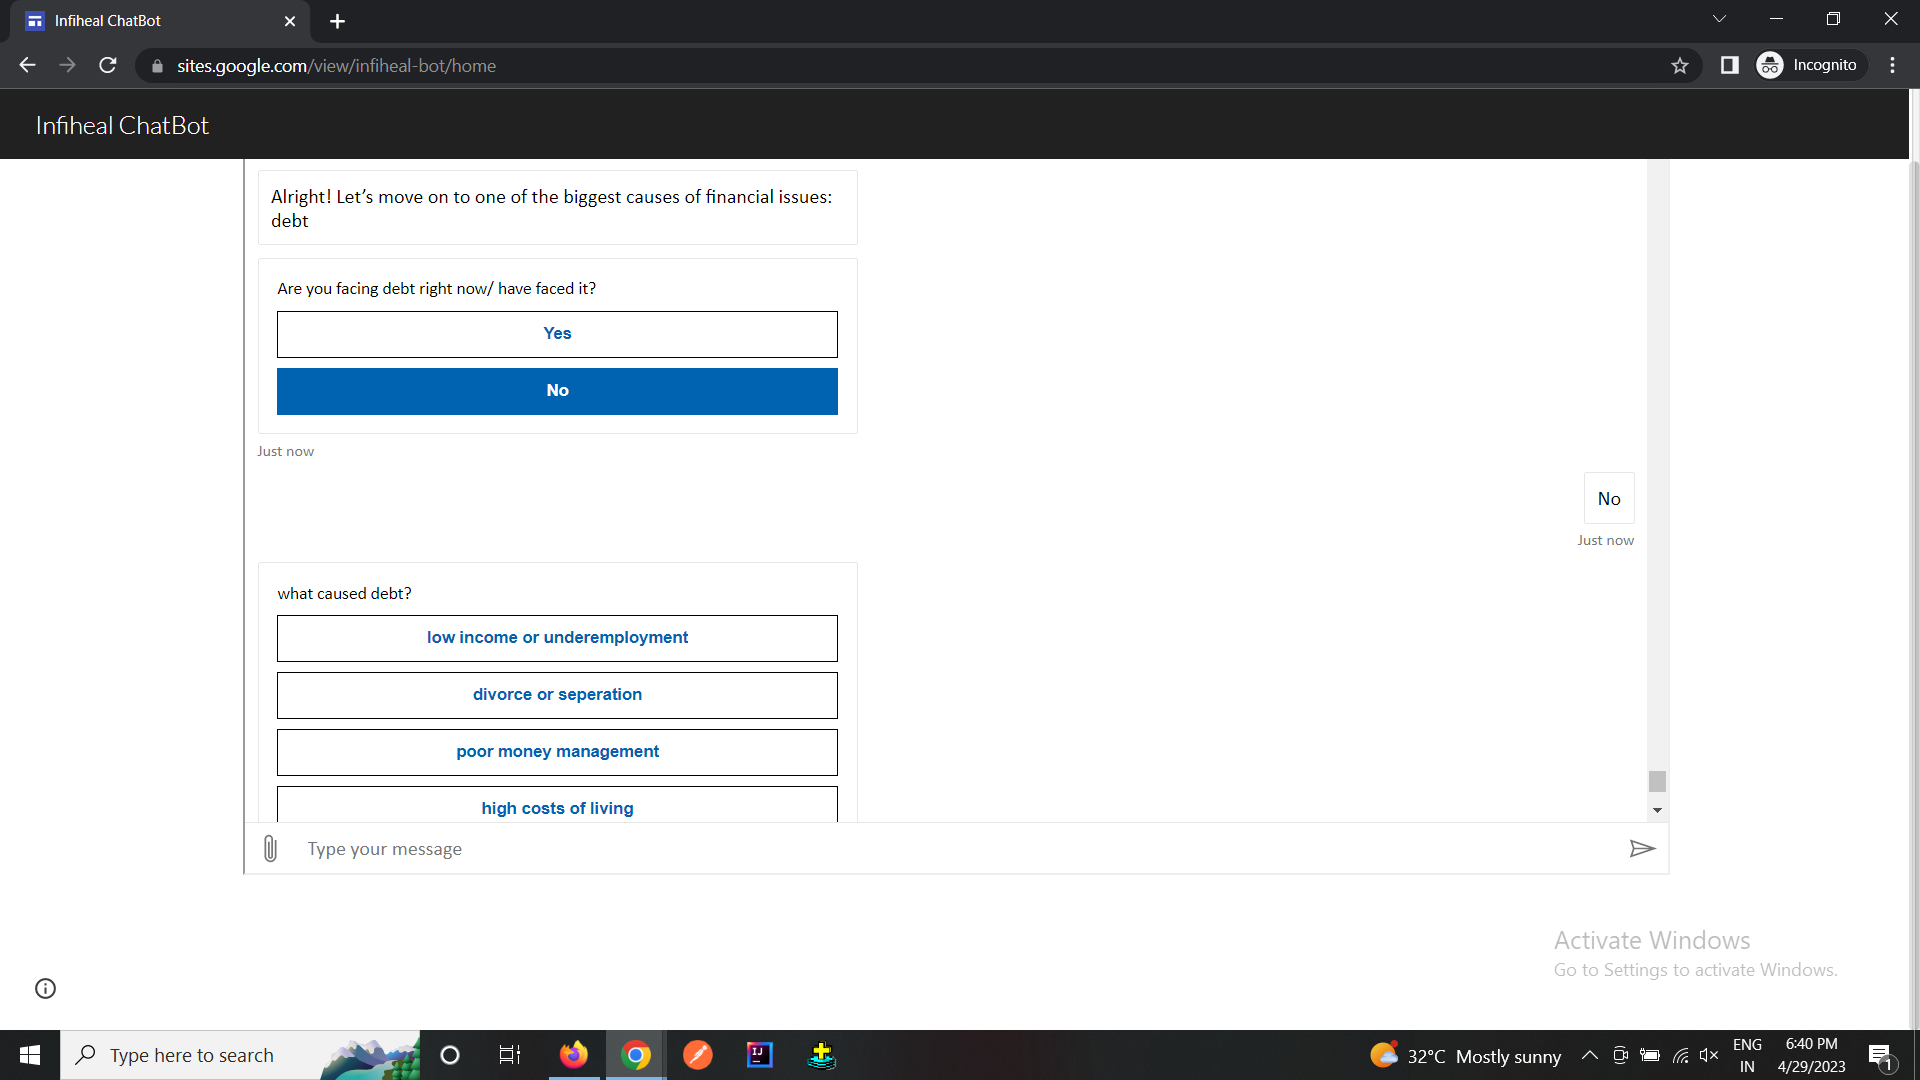 Infiheal ChatBot
sites.google.com/view/infiheal-bot/home
Incognito
Infiheal ChatBot
Alright! Let’s move on to one of the biggest causes of financial issues:
debt
Are you facing debt right now/ have faced it?
Yes
No
Just now
No
Just now
what caused debt?
low income or underemployment
divorce or seperation
poor money management
high costs of living
Type your message
Activate Windows
Go to Settings to activate Windows.
Type here to search
IJ
32°C Mostly sunny
ENG
IN
6:40 PM
4/29/2023
1